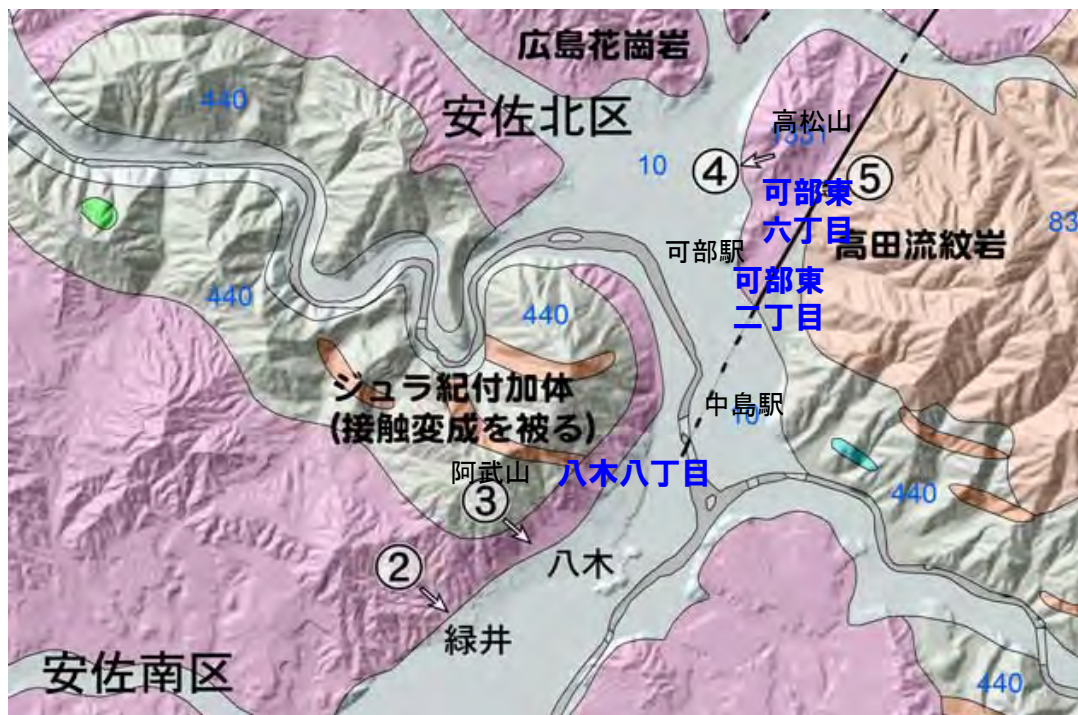 広島花崗岩
安佐北区
440
高松山
1331
10
④
⑤
可部東
六丁目
83
可部駅
高田流紋岩
可部東
二丁目
440
440
ジュラ紀付加体
(接触変成を被る)
中島駅
10
阿武山
八木八丁目
③
440
②
八木
緑井
安佐南区
440